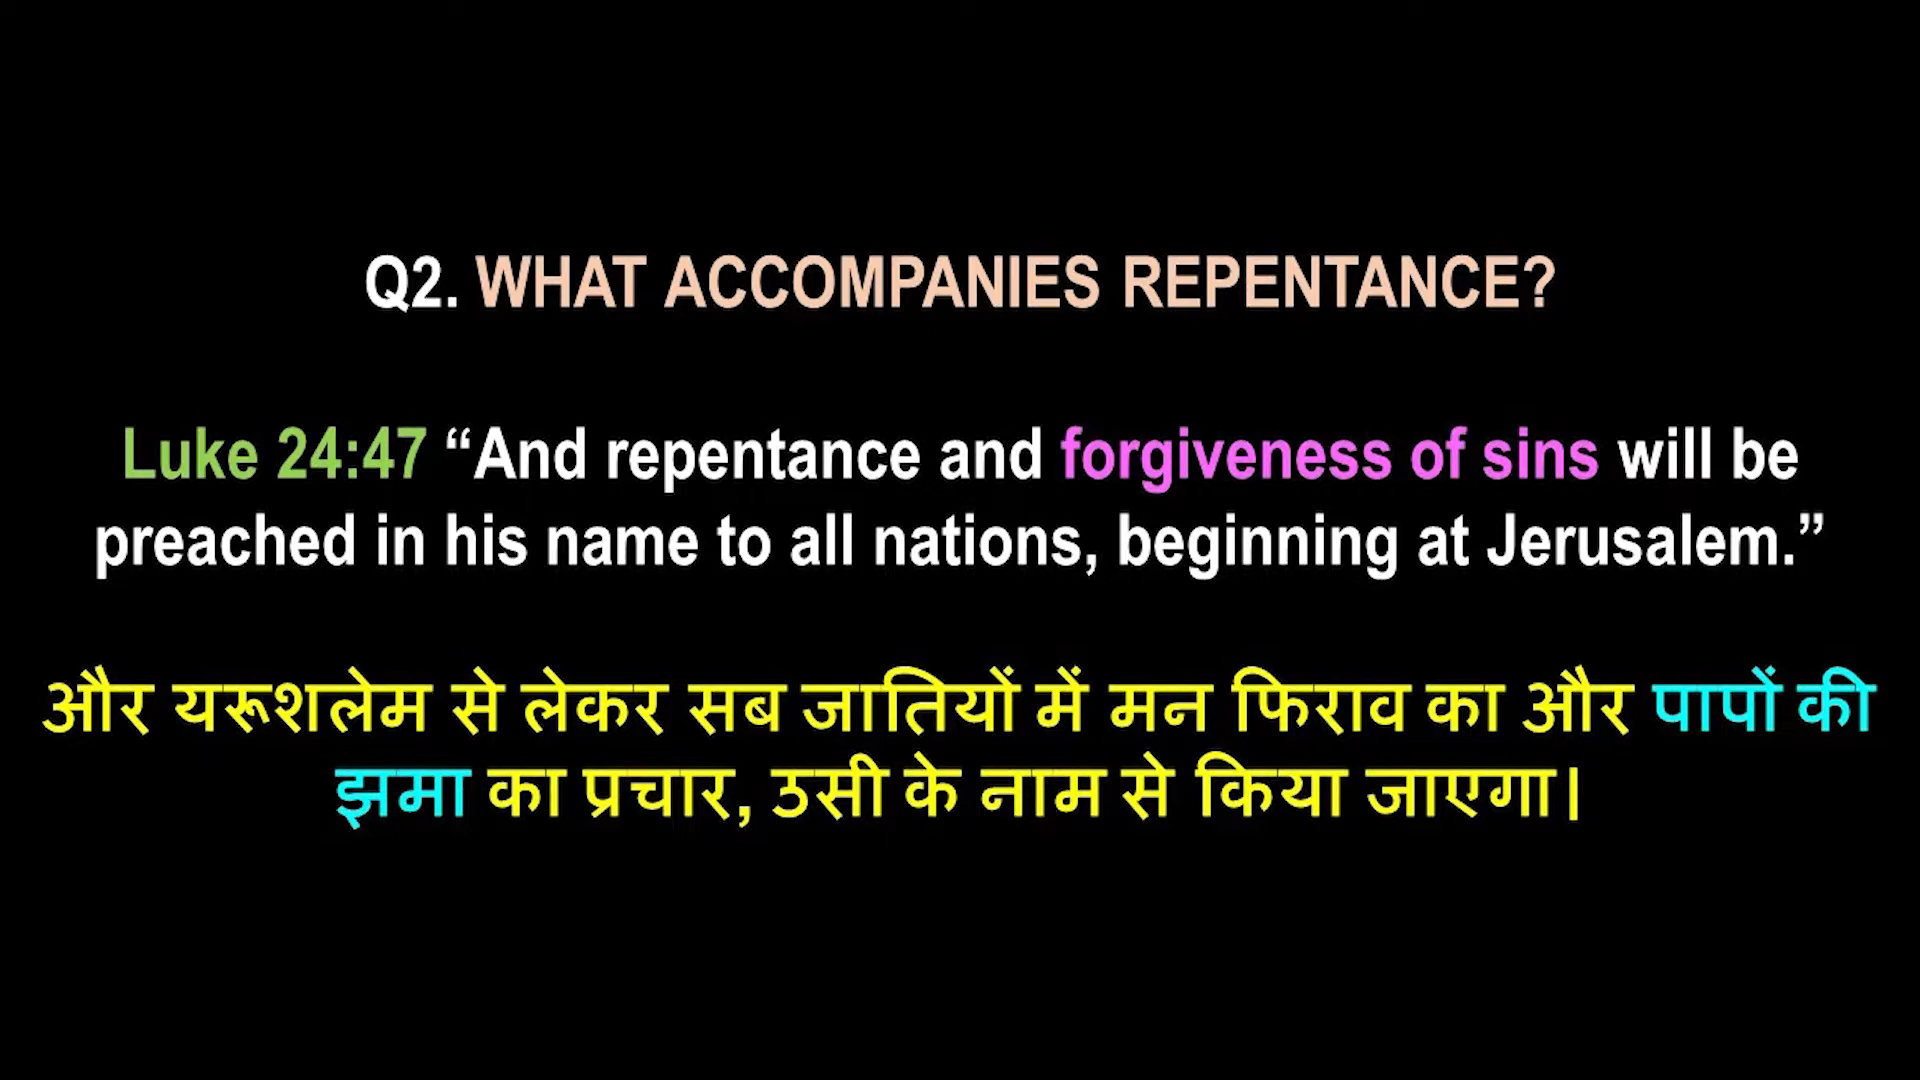 Q2. WHAT ACCOMPANIES REPENTANCE?
Luke 24:47 “And repentance and forgiveness of sins will be
preached in his name to all nations, beginning at Jerusalem.”
और यरूशलेम से लेकर सब जातियों में मन फिराव का और पापों की
झमा का प्रचार, उसी के नाम से किया जाएगा।